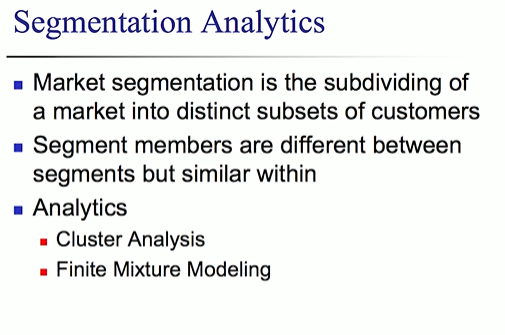 Segmentation Analytics
Market segmentation is the subdividing of
a market into distinct subsets of customers
Segment members are different between
segments but similar within
Analytics
Cluster Analysis
Finite Mixture Modeling